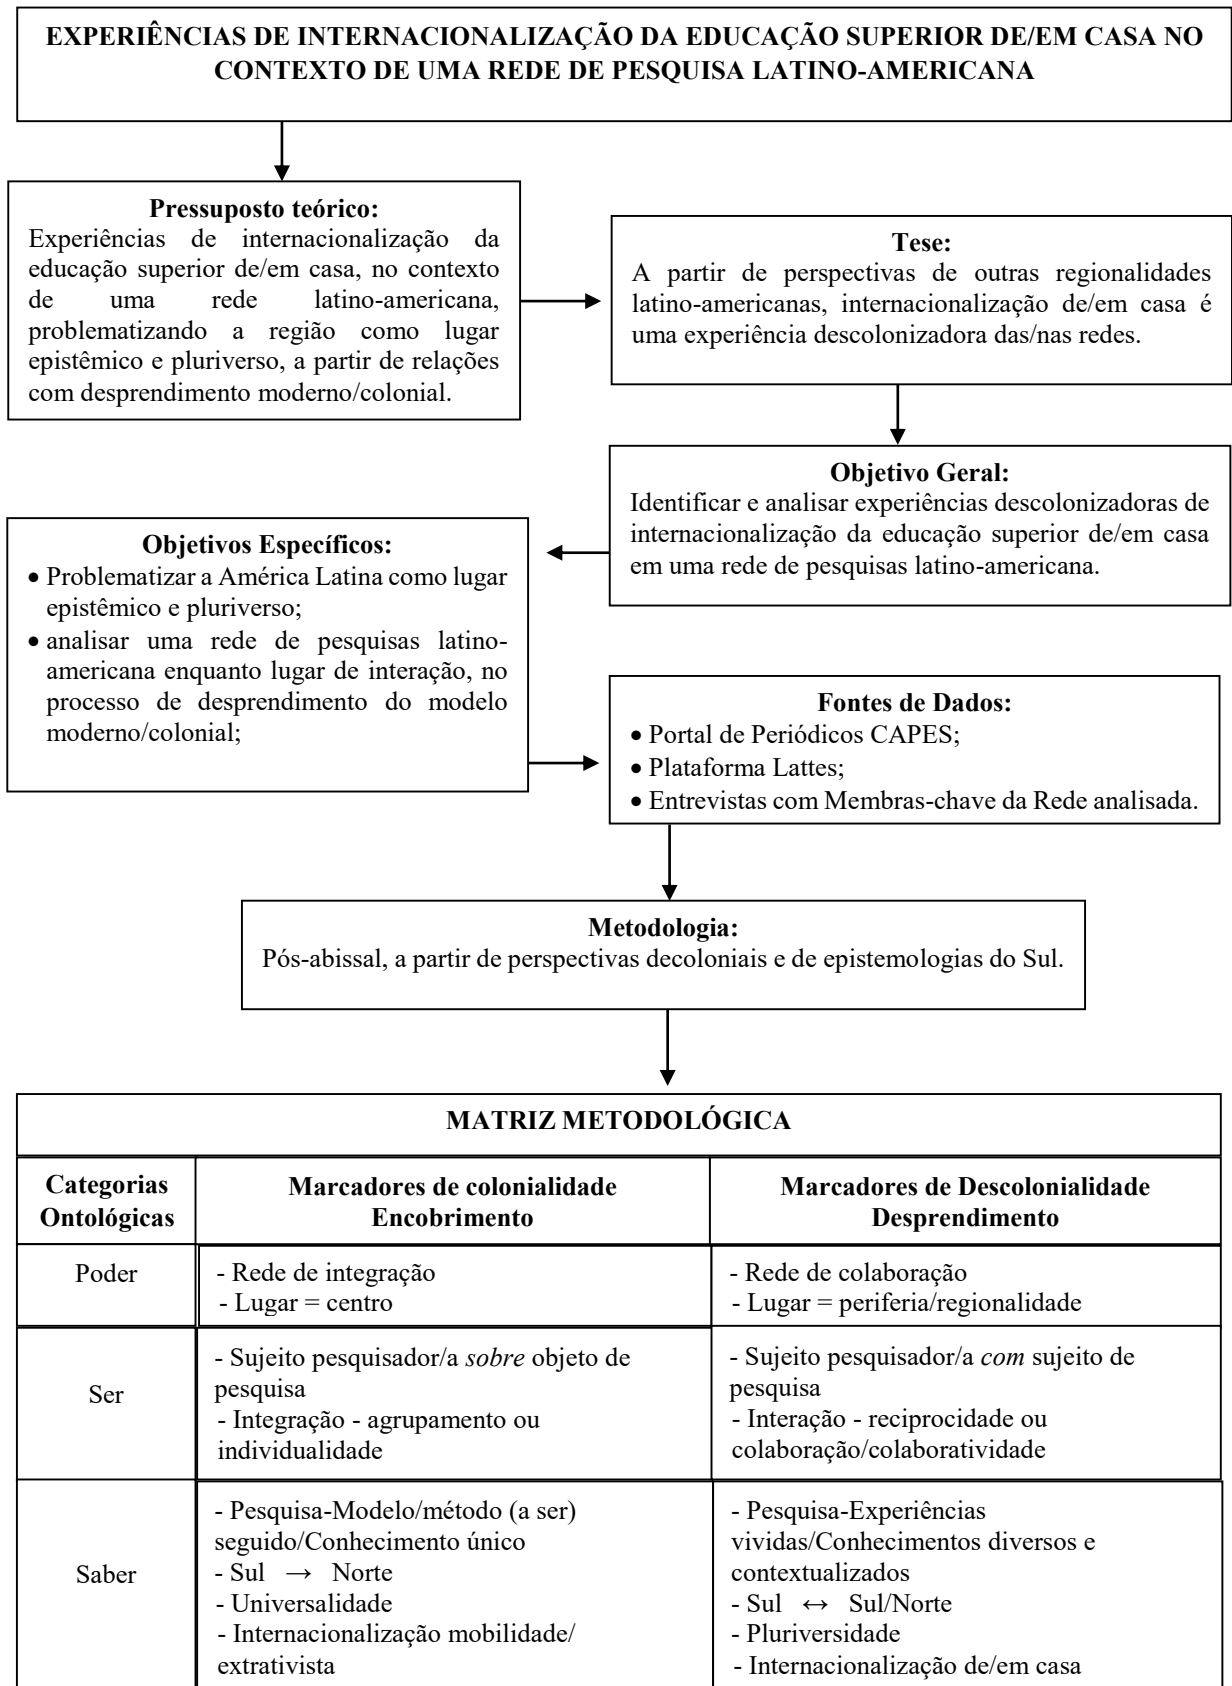 EXPERIÊNCIAS DE INTERNACIONALIZAÇÃO DA EDUCAÇÃO SUPERIOR DE/EM CASA NO
CONTEXTO DE UMA REDE DE PESQUISA LATINO-AMERICANA
Pressuposto teórico:
Experiências de internacionalização da
educação superior de/em casa, no contexto
de uma rede latino-americana,
problematizando a região como lugar
epistêmico e pluriverso, a partir de relações
com desprendimento moderno/colonial.
Tese:
A partir de perspectivas de outras regionalidades
latino-americanas, internacionalização de/em casa é
uma experiência descolonizadora das/nas redes.
Objetivo Geral:
Identificar e analisar experiências descolonizadoras de
internacionalização da educação superior de/em casa
em uma rede de pesquisas latino-americana.
Objetivos Específicos:
• Problematizar a América Latina como lugar
epistêmico e pluriverso;
• analisar uma rede de pesquisas latino-
americana enquanto lugar de interação, no
processo de desprendimento do modelo
moderno/colonial;
Fontes de Dados:
• Portal de Periódicos CAPES;
• Plataforma Lattes;
• Entrevistas com Membras-chave da Rede analisada.
Metodologia:
Pós-abissal, a partir de perspectivas decoloniais e de epistemologias do Sul.
MATRIZ METODOLÓGICA
Categorias
Ontológicas
Marcadores de colonialidade
Encobrimento
Marcadores de Descolonialidade
Desprendimento
Poder
- Rede de integração
- Lugar = centro
- Rede de colaboração
- Lugar = periferia/regionalidade
Ser
- Sujeito pesquisador/a sobre objeto de
pesquisa
- Integração - agrupamento ou
individualidade
- Sujeito pesquisador/a com sujeito de
pesquisa
- Interação - reciprocidade ou
colaboração/colaboratividade
Saber
- Pesquisa-Modelo/método (a ser)
seguido/Conhecimento único
- Sul → Norte
- Universalidade
- Internacionalização mobilidade/
extrativista
- Pesquisa-Experiências
vividas/Conhecimentos diversos e
contextualizados
- Sul ↔ Sul/Norte
- Pluriversidade
- Internacionalização de/em casa